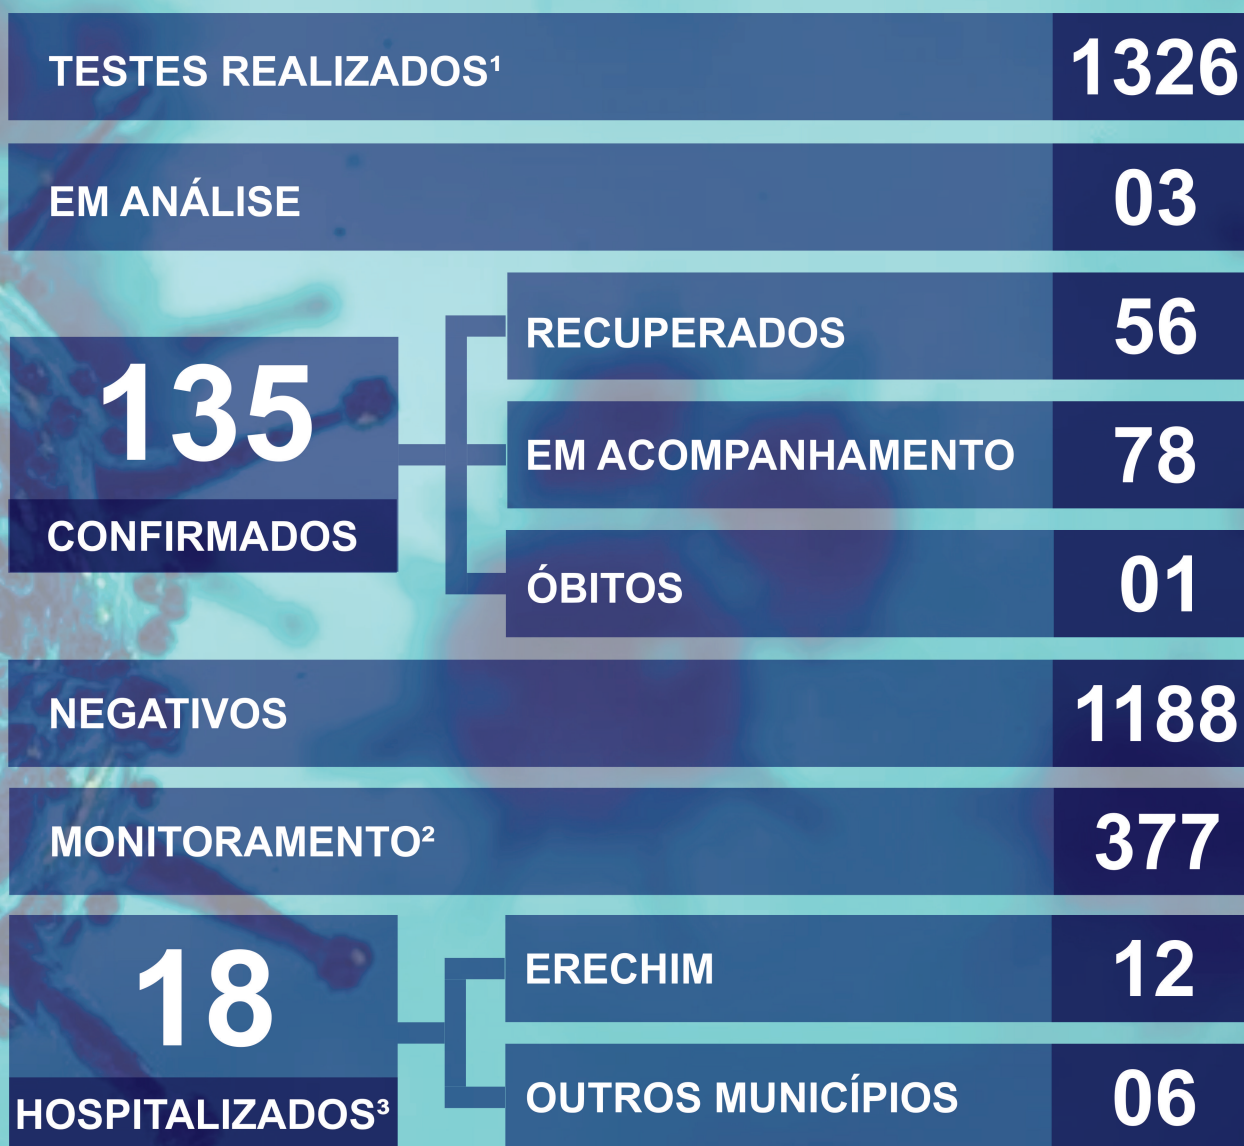 TESTES REALIZADOS¹ 1326
EM ANÁLISE 03
135
CONFIRMADOS
RECUPERADOS 56
EM ACOMPANHAMENTO 78
ÓBITOS 01
NEGATIVOS 1188
MONITORAMENTO² 377
18
HOSPITALIZADOS³
ERECHIM 12
OUTROS MUNICÍPIOS 06